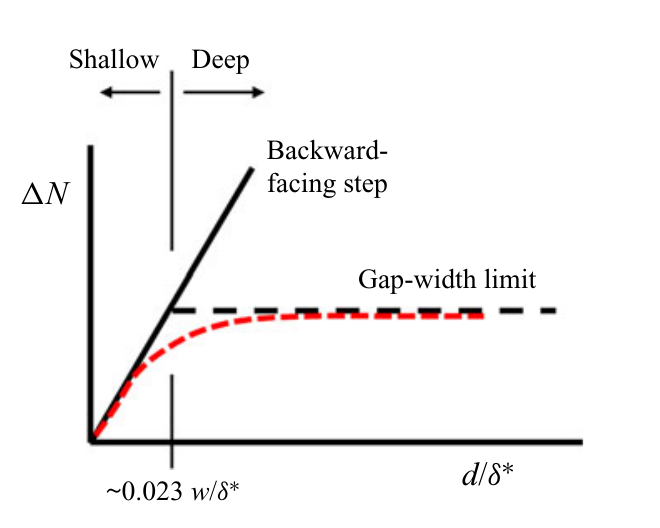 Shallow
Deep
Backward-
facing step
ΔN
Gap-width limit
d/δ*
~0.023 w/δ*